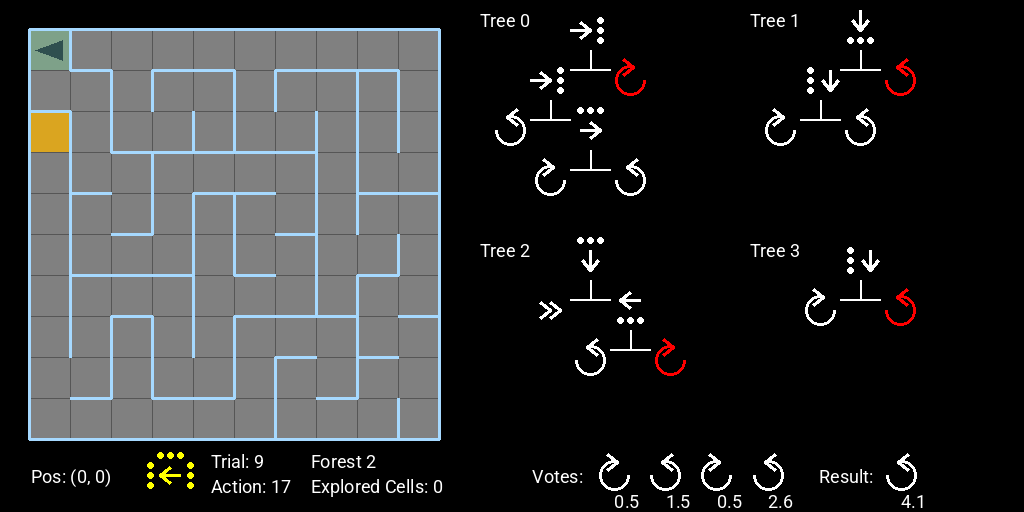 Tree 0
Tree 1
Tree 2
Tree 3
Pos: (0, 0)
Trial: 9
Forest 2
Action: 17
Explored Cells: 0
Votes:
0.5
1.5
0.5
2.6
Result:
4.1